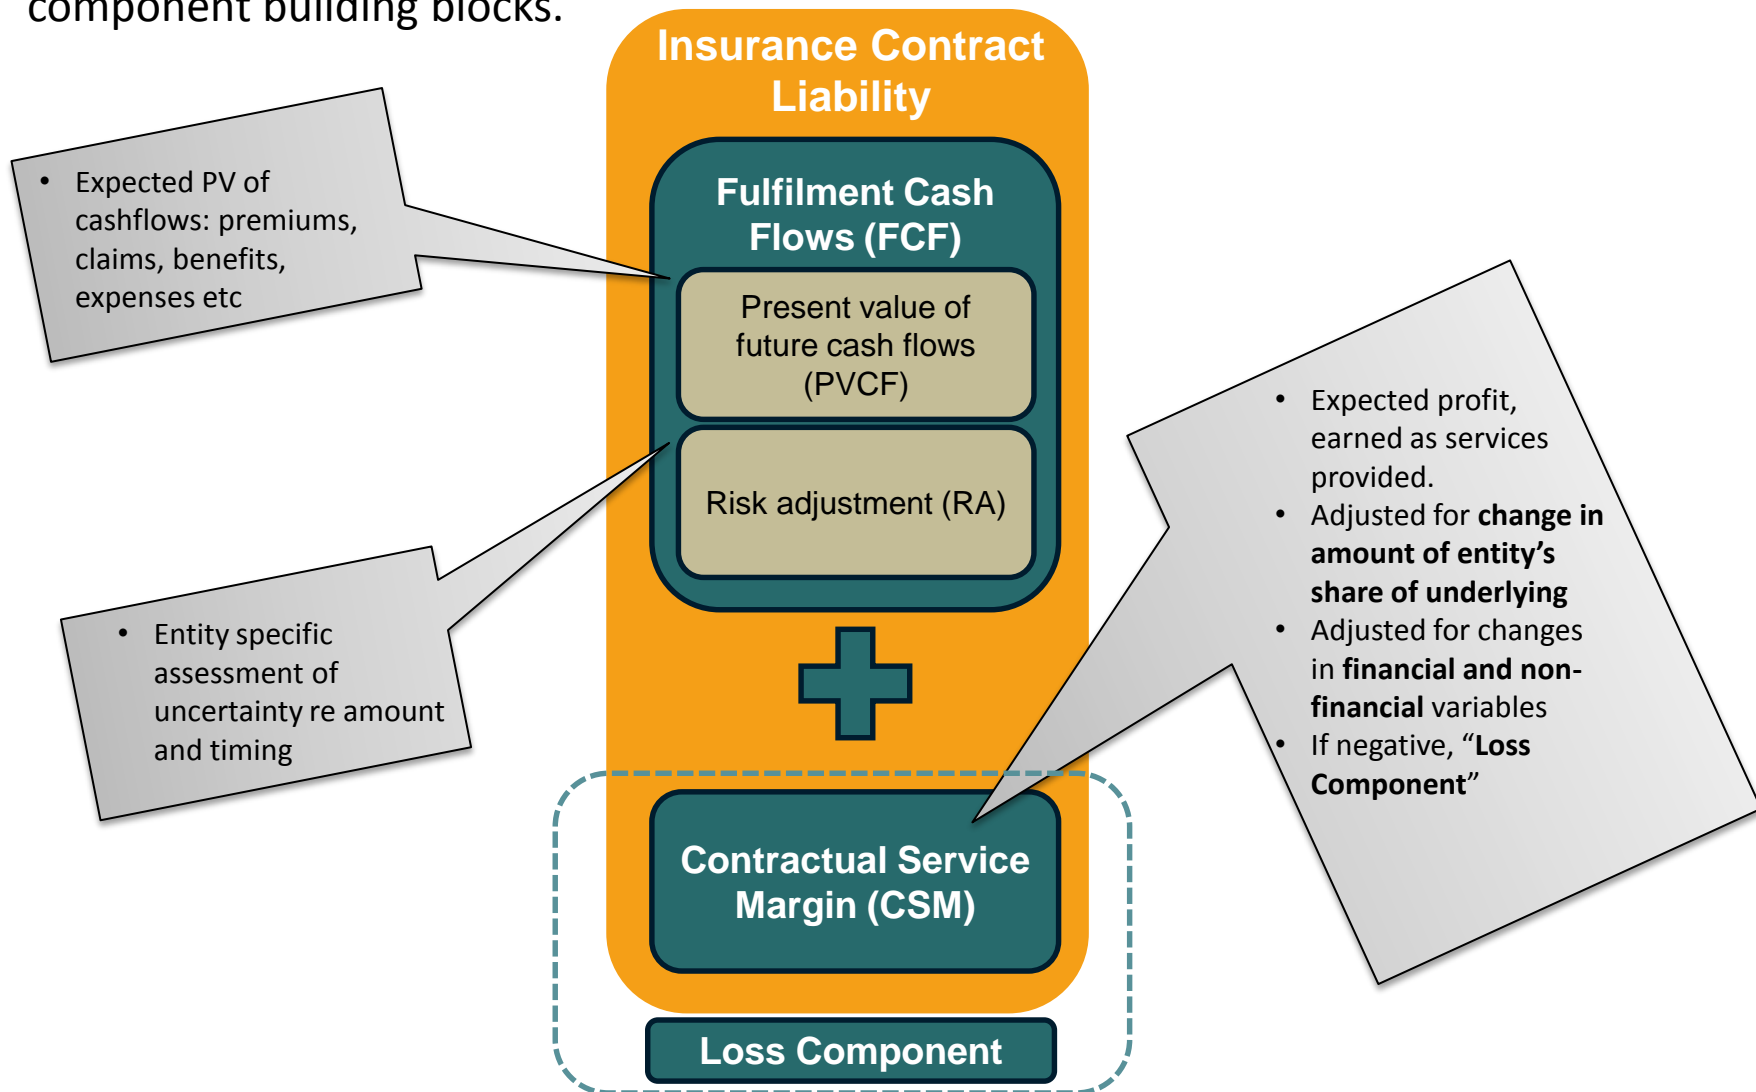 component building blocks.
Insurance Contract
Liability
• Expected PV of
cashflows: premiums,
claims, benefits,
expenses etc
Fulfilment Cash
Flows (FCF)
Present value of
future cash flows
(PVCF)
Risk adjustment (RA)
• Entity specific
assessment of
uncertainty re amount
and timing
• Expected profit,
earned as services
provided.
• Adjusted for change in
amount of entity’s
share of underlying
• Adjusted for changes
in financial and non-
financial variables
• If negative, “Loss
Component”
Contractual Service
Margin (CSM)
Loss Component